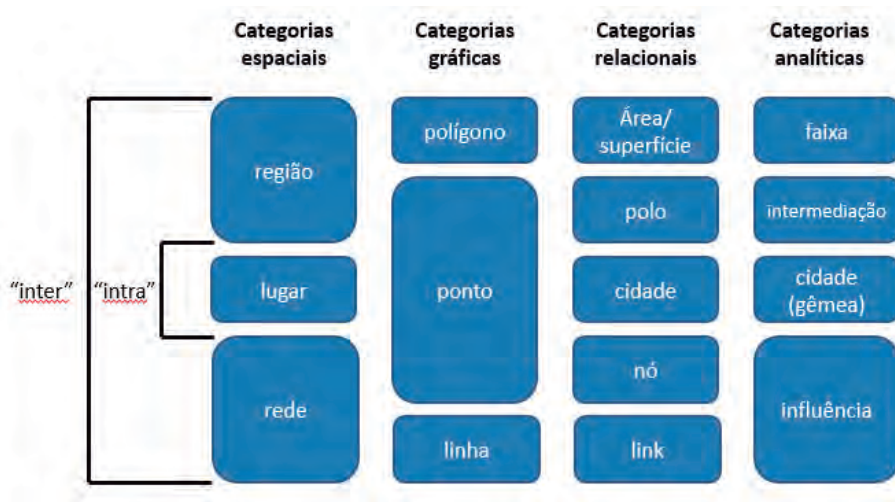 Categorias
espaciais
Categorias
gráficas
Categorias
relacionais
Categorias
analíticas
"inter"
"intra"
região
lugar
rede
polígono
ponto
linha
Área/
superfície
polo
cidade
nó
link
faixa
intermediação
cidade
(gêmea)
influência